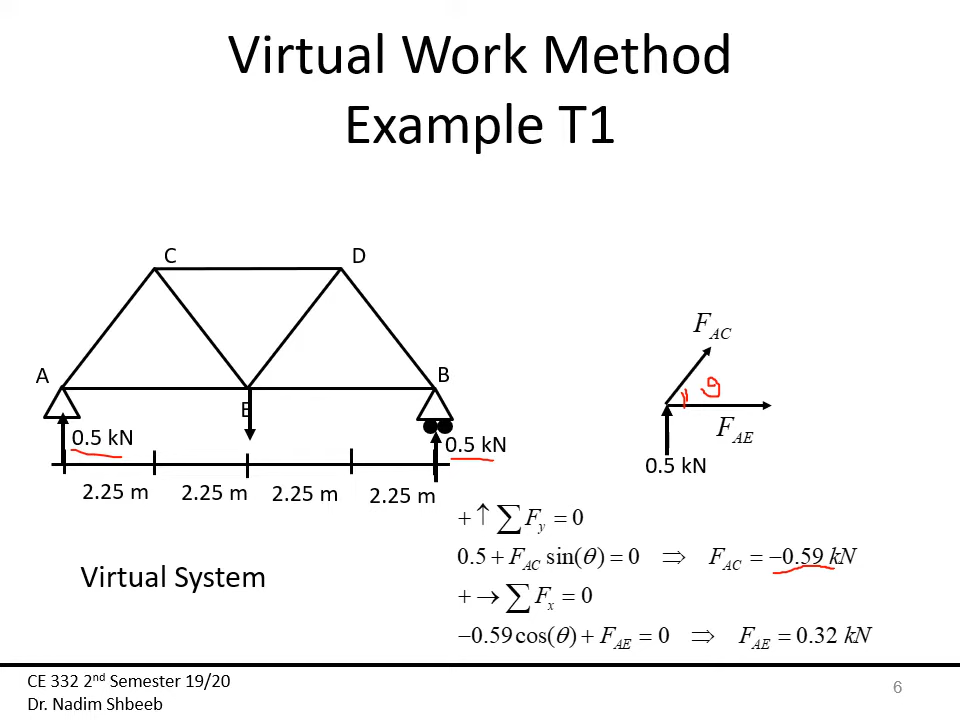 Virtual Work Method
Example T1
C
D
A
B
E
F_AC
θ
F_AE
0.5 kN
0.5 kN
0.5 kN
2.25 m
2.25 m
2.25 m
2.25 m
+ ↑ ∑ F_y = 0
0.5 + F_AC sin(θ) = 0 ⇒ F_AC = −0.59 kN
+ → ∑ F_x = 0
−0.59 cos(θ) + F_AE = 0 ⇒ F_AE = 0.32 kN
Virtual System
CE 332 2nd Semester 19/20
Dr. Nadim Shbeeb
6